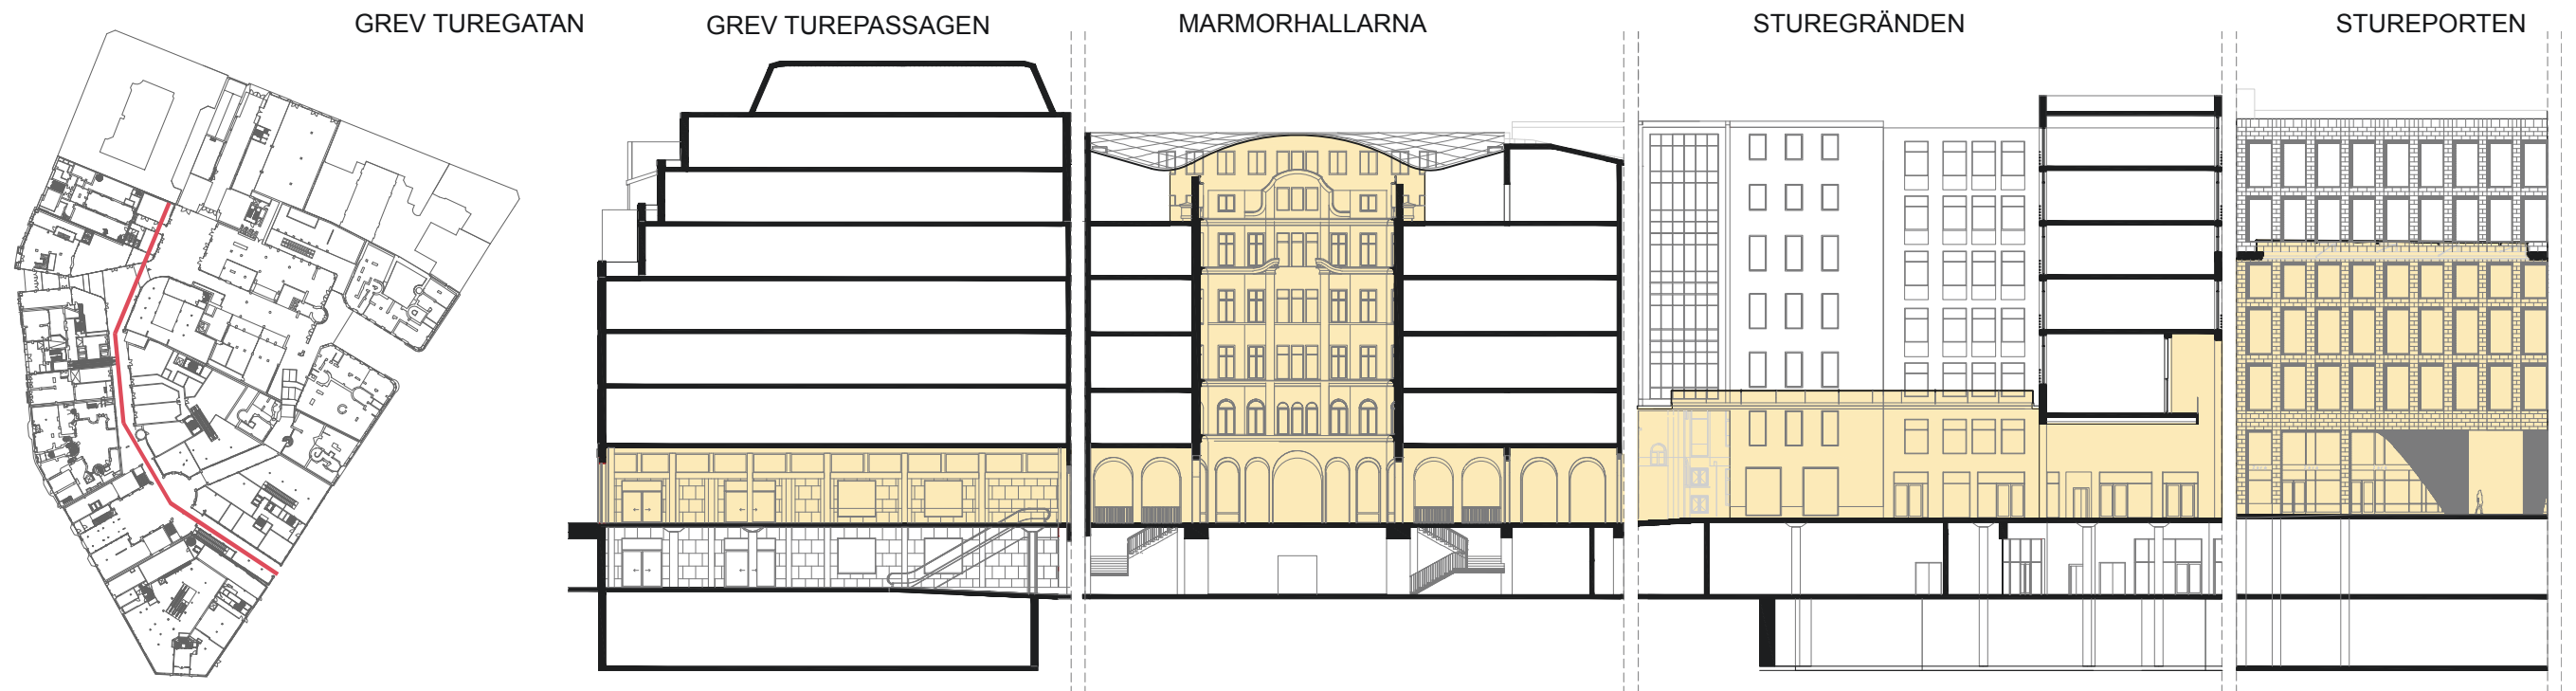 GREV TUREGATAN
GREV TUREPASSAGEN
MARMORHALLARNA
STUREGRÄNDEN
STUREPORTEN